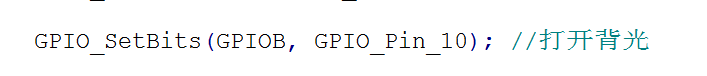 GPIO_SetBits(GPIOB, GPIO_Pin_10); //打开背光